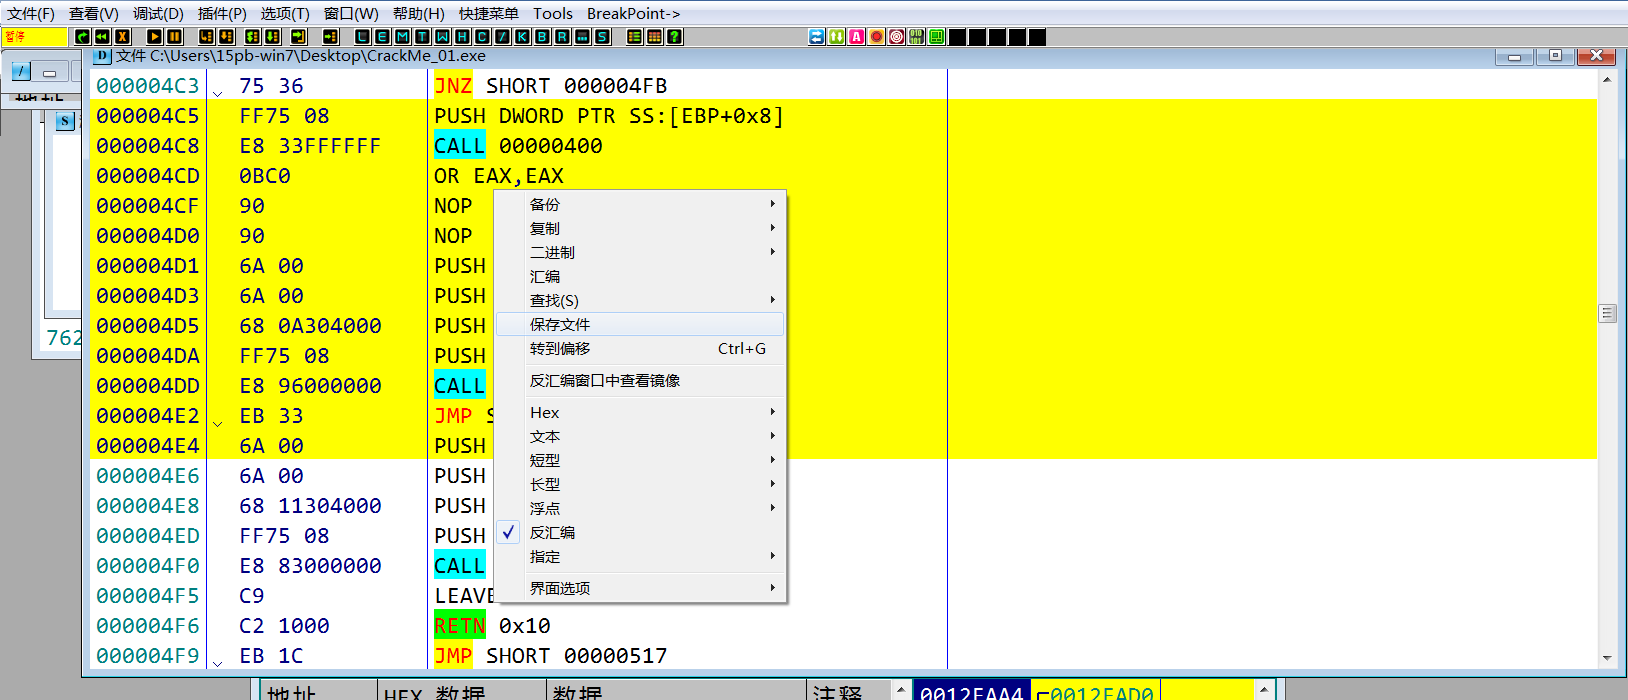 文件(F) 查看(V) 调试(D) 插件(P) 选项(T) 窗口(W) 帮助(H) 快捷菜单 Tools BreakPoint->
暂停 L E M T W H C / K B R ... S ?
D 文件 C:\Users\15pb-win7\Desktop\CrackMe_01.exe
000004C3 75 36 JNZ SHORT 000004FB
000004C5 FF75 08 PUSH DWORD PTR SS:[EBP+0x8]
000004C8 E8 33FFFFFF CALL 00000400
000004CD 0BC0 OR EAX,EAX
000004CF 90 NOP
000004D0 90 NOP
000004D1 6A 00 PUSH
000004D3 6A 00 PUSH
000004D5 68 0A304000 PUSH
000004DA FF75 08 PUSH
000004DD E8 96000000 CALL
000004E2 EB 33 JMP S
000004E4 6A 00 PUSH
000004E6 6A 00 PUSH
000004E8 68 11304000 PUSH
000004ED FF75 08 PUSH
000004F0 E8 83000000 CALL
000004F5 C9 LEAVE
000004F6 C2 1000 RETN 0x10
000004F9 EB 1C JMP SHORT 00000517
备份
复制
二进制
汇编
查找(S)
保存文件
转到偏移 Ctrl+G
反汇编窗口中查看镜像
Hex
文本
短型
长型
浮点
反汇编
指定
界面选项
地址
S
762
地址 HEX 数据 数据 注释 0012FAA4 0012FAD0